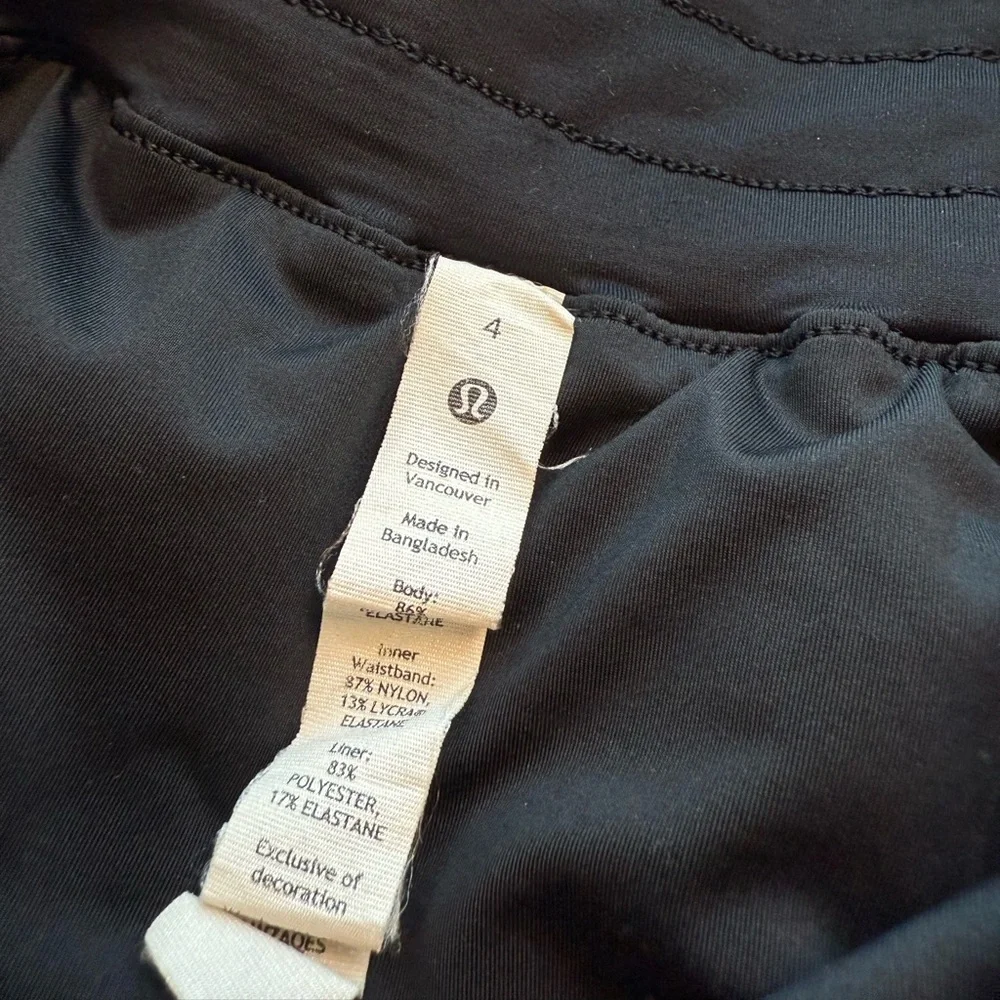 4
Designed in
Vancouver
Made in
Bangladesh
Body:
86%
ELASTANE
Inner
Waistband:
87% NYLON,
13% LYCRA®
ELASTANE
Liner:
83%
POLYESTER,
17% ELASTANE
Exclusive of
decoration